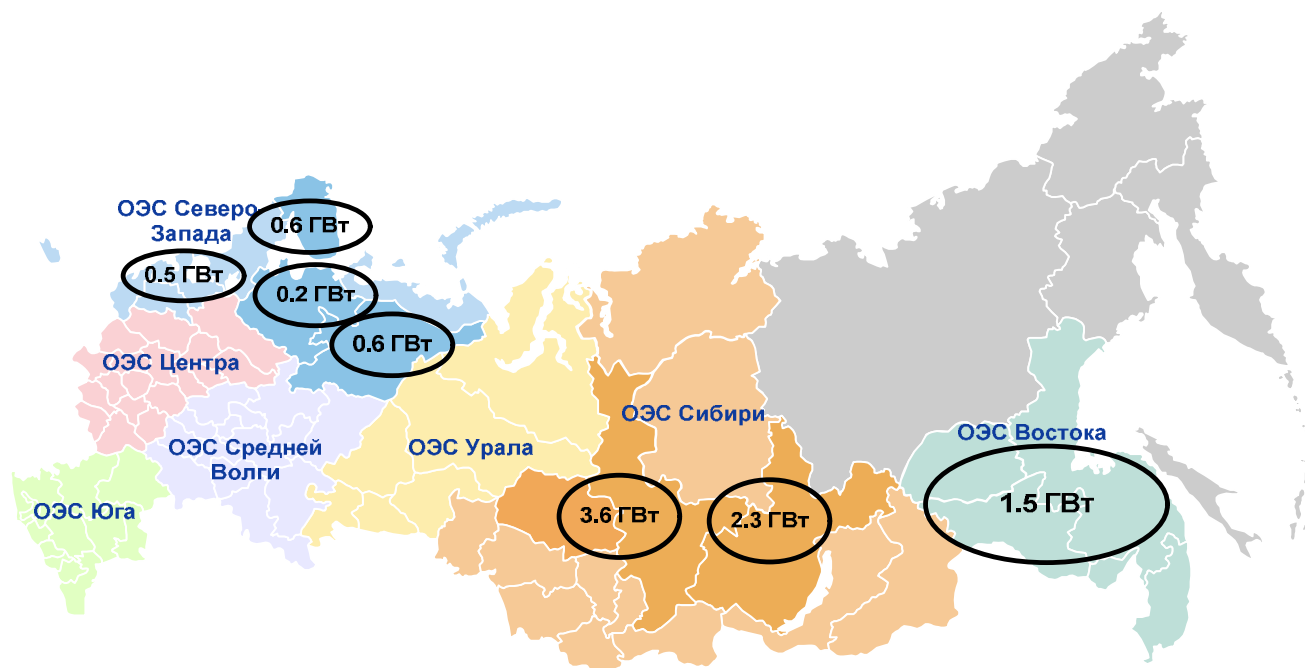 ОЭС Северо
Запада
0.6 ГВт
0.5 ГВт
0.2 ГВт
0.6 ГВт
ОЭС Центра
ОЭС Средней
Волги
ОЭС Урала
ОЭС Юга
ОЭС Сибири
3.6 ГВт
2.3 ГВт
ОЭС Востока
1.5 ГВт